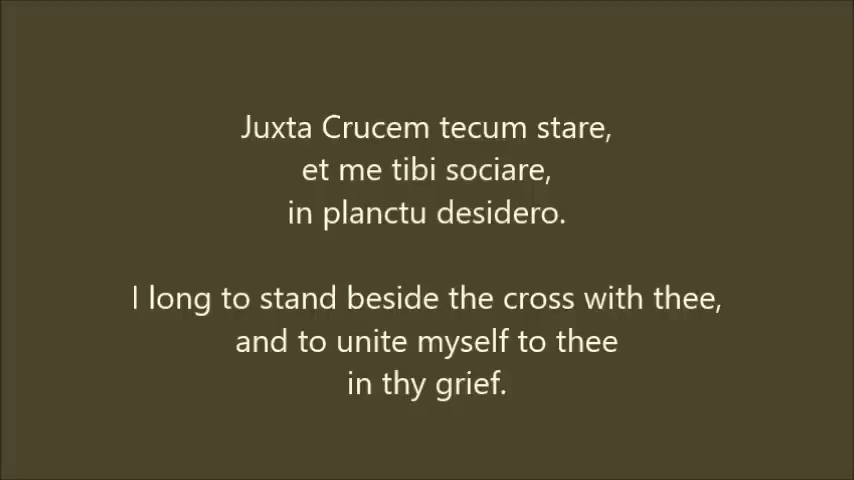 Juxta Crucem tecum stare,
et me tibi sociare,
in planctu desidero.
I long to stand beside the cross with thee,
and to unite myself to thee
in thy grief.